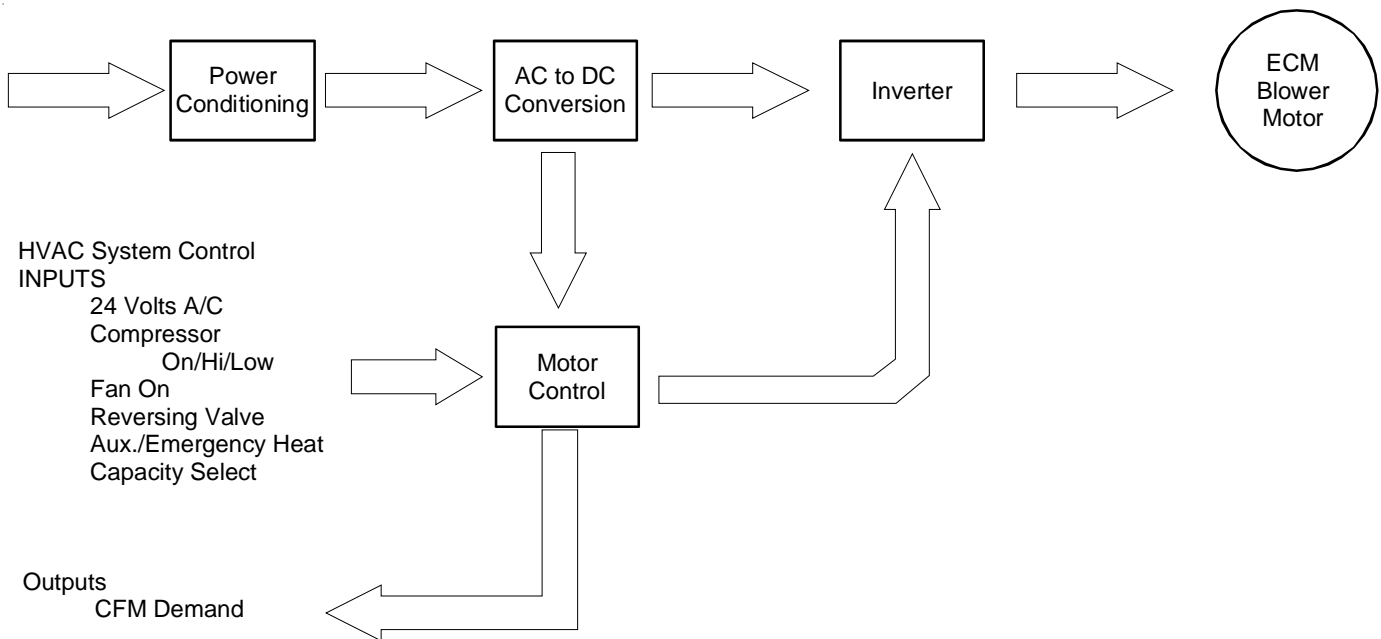 Power
Conditioning
AC to DC
Conversion
Inverter
ECM
Blower
Motor
HVAC System Control
INPUTS
24 Volts A/C
Compressor
On/Hi/Low
Fan On
Reversing Valve
Aux./Emergency Heat
Capacity Select
Motor
Control
Outputs
CFM Demand